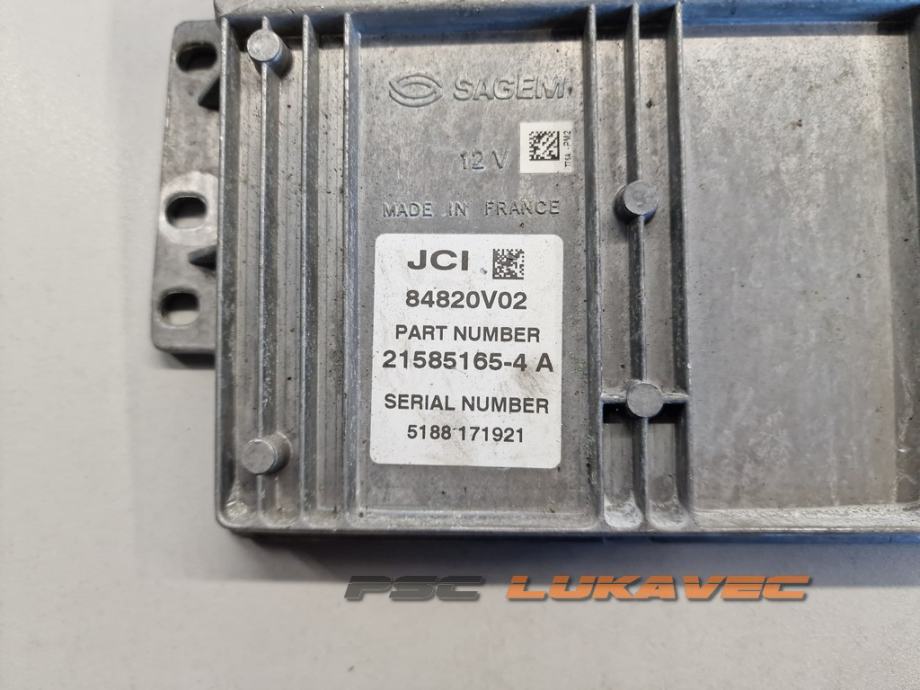 SAGEM
12 V
MADE IN FRANCE
JCI
84820V02
PART NUMBER
21585165-4 A
SERIAL NUMBER
5188 171921
PSC LUKAVEC